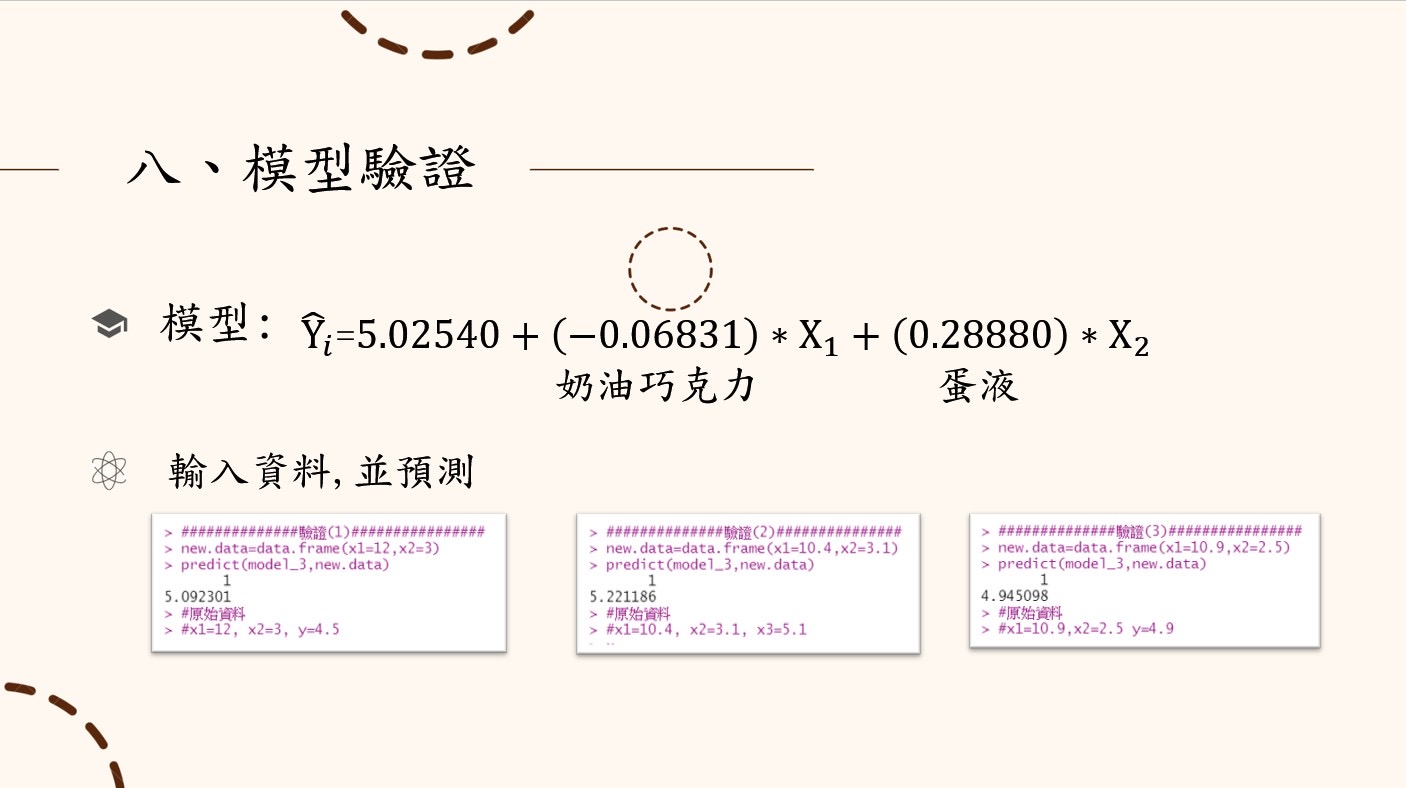 八、模型驗證
模型：Ŷᵢ=5.02540 + (−0.06831) ∗ X₁ + (0.28880) ∗ X₂
奶油巧克力 蛋液
輸入資料, 並預測
> ##############驗證(1)################
> new.data=data.frame(x1=12,x2=3)
> predict(model_3,new.data)
1
5.092301
> #原始資料
> #x1=12, x2=3, y=4.5
> ##############驗證(2)###############
> new.data=data.frame(x1=10.4,x2=3.1)
> predict(model_3,new.data)
1
5.221186
> #原始資料
> #x1=10.4, x2=3.1, x3=5.1
> ##############驗證(3)################
> new.data=data.frame(x1=10.9,x2=2.5)
> predict(model_3,new.data)
1
4.945098
> #原始資料
> #x1=10.9,x2=2.5 y=4.9